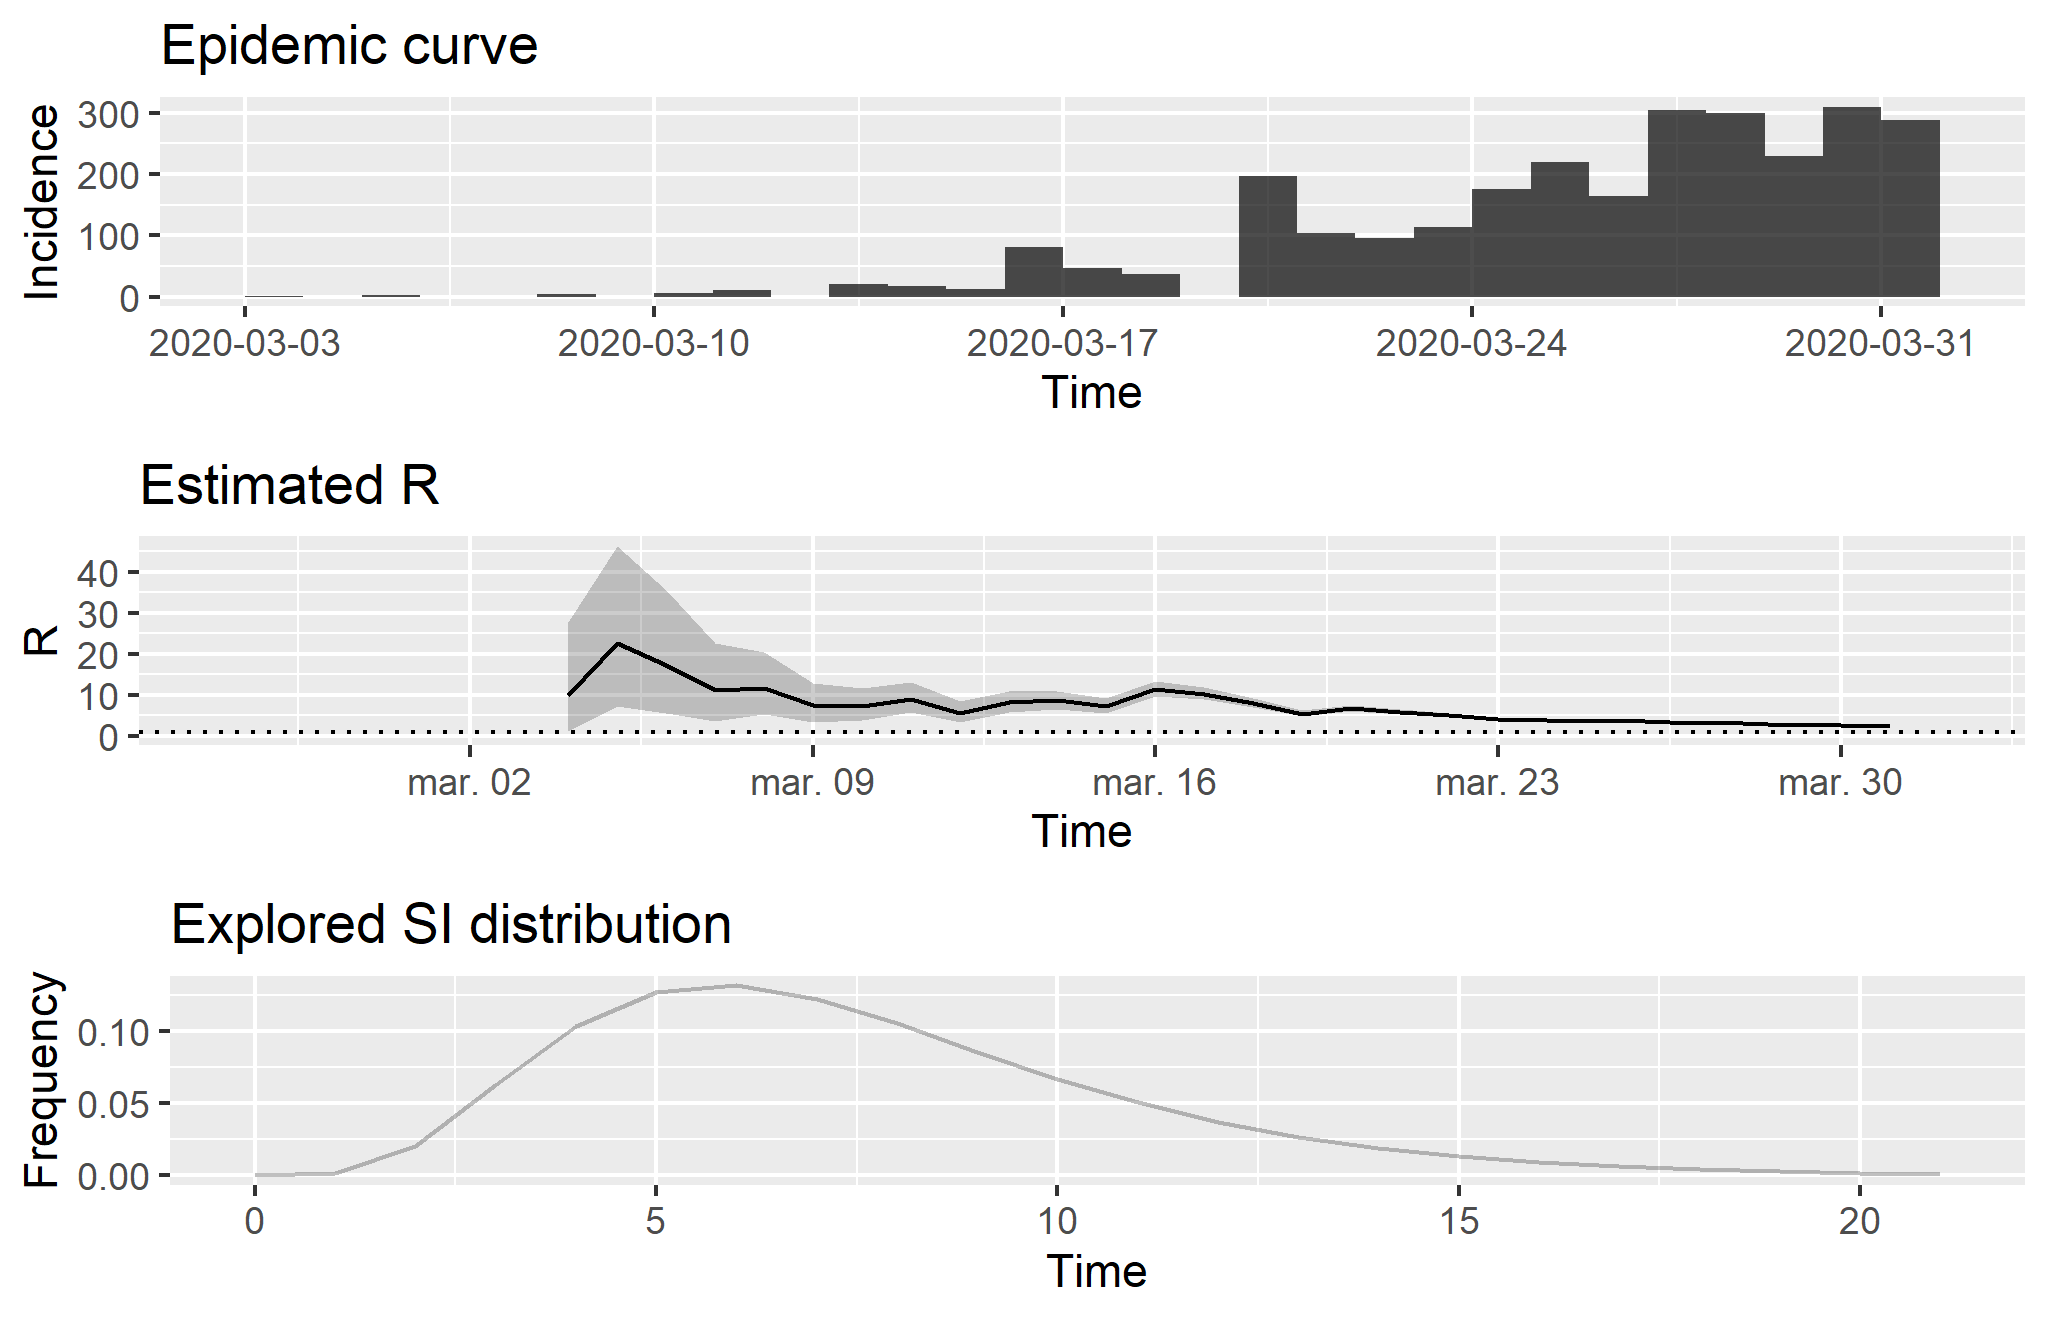 Epidemic curve
Incidence
300
200
100
0
2020-03-03 2020-03-10 2020-03-17 2020-03-24 2020-03-31
Time
Estimated R
R
40
30
20
10
0
mar. 02 mar. 09 mar. 16 mar. 23 mar. 30
Time
Explored SI distribution
Frequency
0.10
0.05
0.00
0 5 10 15 20
Time